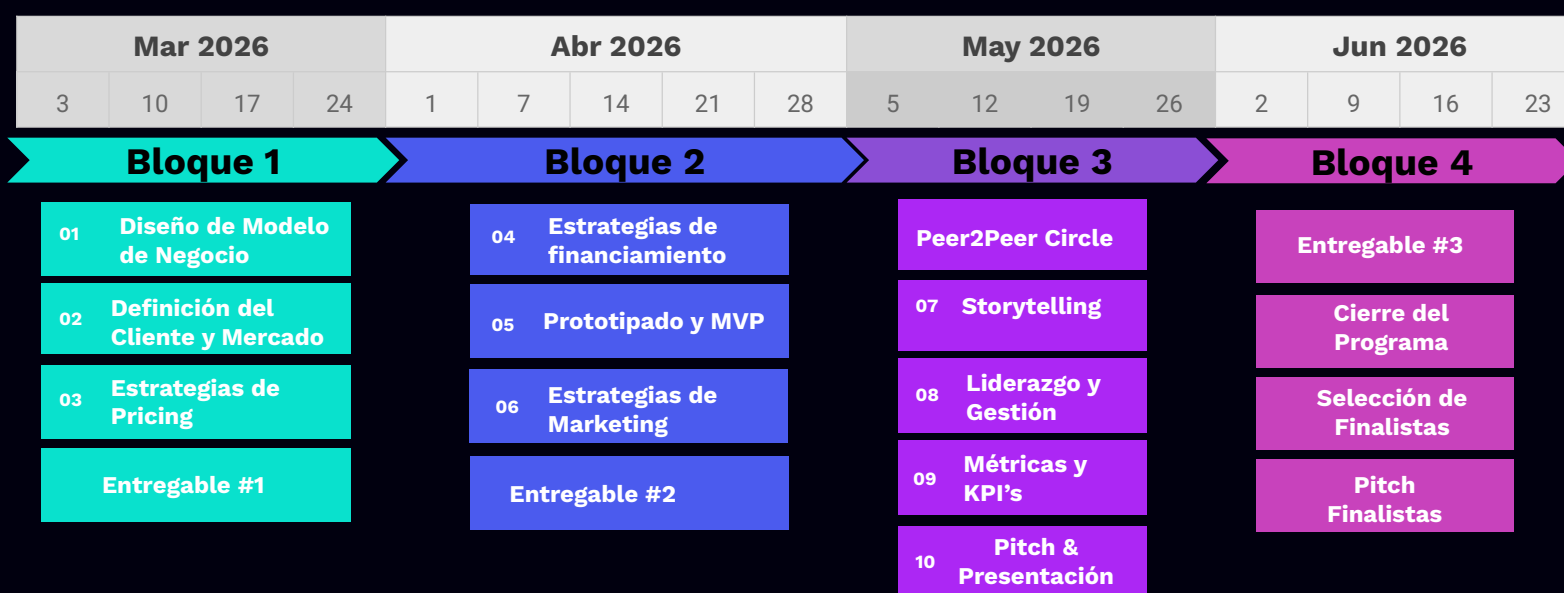 Mar 2026 Abr 2026 May 2026 Jun 2026
3 10 17 24 1 7 14 21 28 5 12 19 26 2 9 16 23
Bloque 1 Bloque 2 Bloque 3 Bloque 4
01 Diseño de Modelo
de Negocio
02 Definición del
Cliente y Mercado
03 Estrategias de
Pricing
Entregable #1
04 Estrategias de
financiamiento
05 Prototipado y MVP
06 Estrategias de
Marketing
Entregable #2
Peer2Peer Circle
07 Storytelling
08 Liderazgo y
Gestión
09 Métricas y
KPI’s
10 Pitch &
Presentación
Entregable #3
Cierre del
Programa
Selección de
Finalistas
Pitch
Finalistas